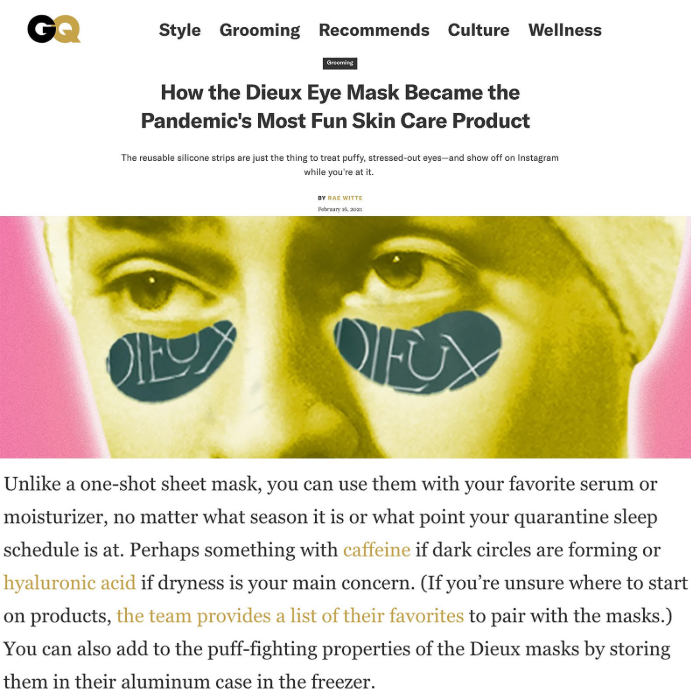 GQ
Style Grooming Recommends Culture Wellness
Grooming
How the Dieux Eye Mask Became the
Pandemic's Most Fun Skin Care Product
The reusable silicone strips are just the thing to treat puffy, stressed-out eyes—and show off on Instagram
while you're at it.
BY RAE WITTE
February 16, 2021
DIEUX DIEUX
Unlike a one-shot sheet mask, you can use them with your favorite serum or
moisturizer, no matter what season it is or what point your quarantine sleep
schedule is at. Perhaps something with caffeine if dark circles are forming or
hyaluronic acid if dryness is your main concern. (If you’re unsure where to start
on products, the team provides a list of their favorites to pair with the masks.)
You can also add to the puff-fighting properties of the Dieux masks by storing
them in their aluminum case in the freezer.